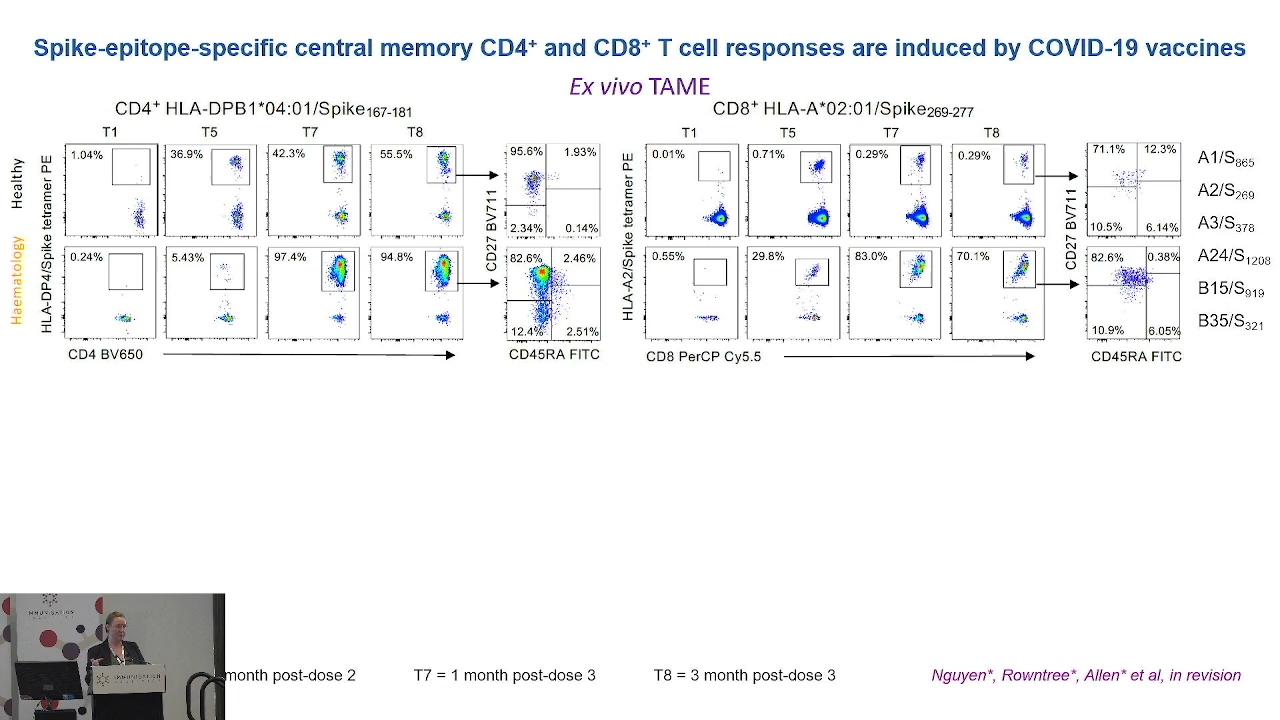 Spike-epitope-specific central memory CD4⁺ and CD8⁺ T cell responses are induced by COVID-19 vaccines
Ex vivo TAME
CD4⁺ HLA-DPB1*04:01/Spike₁₆₇₋₁₈₁
T1 T5 T7 T8
Healthy
Haematology
HLA-DP4/Spike tetramer PE
1.04% 36.9% 42.3% 55.5%
0.24% 5.43% 97.4% 94.8%
CD4 BV650
CD27 BV711
95.6% 1.93%
2.34% 0.14%
82.6% 2.46%
12.4% 2.51%
CD45RA FITC
CD8⁺ HLA-A*02:01/Spike₂₆₉₋₂₇₇
T1 T5 T7 T8
HLA-A2/Spike tetramer PE
0.01% 0.71% 0.29% 0.29%
0.55% 29.8% 83.0% 70.1%
CD8 PerCP Cy5.5
CD27 BV711
71.1% 12.3%
10.5% 6.14%
82.6% 0.38%
10.9% 6.05%
CD45RA FITC
A1/S₈₆₅
A2/S₂₆₉
A3/S₃₇₈
A24/S₁₂₀₈
B15/S₉₁₉
B35/S₃₂₁
month post-dose 2
T7 = 1 month post-dose 3
T8 = 3 month post-dose 3
Nguyen*, Rowntree*, Allen* et al, in revision